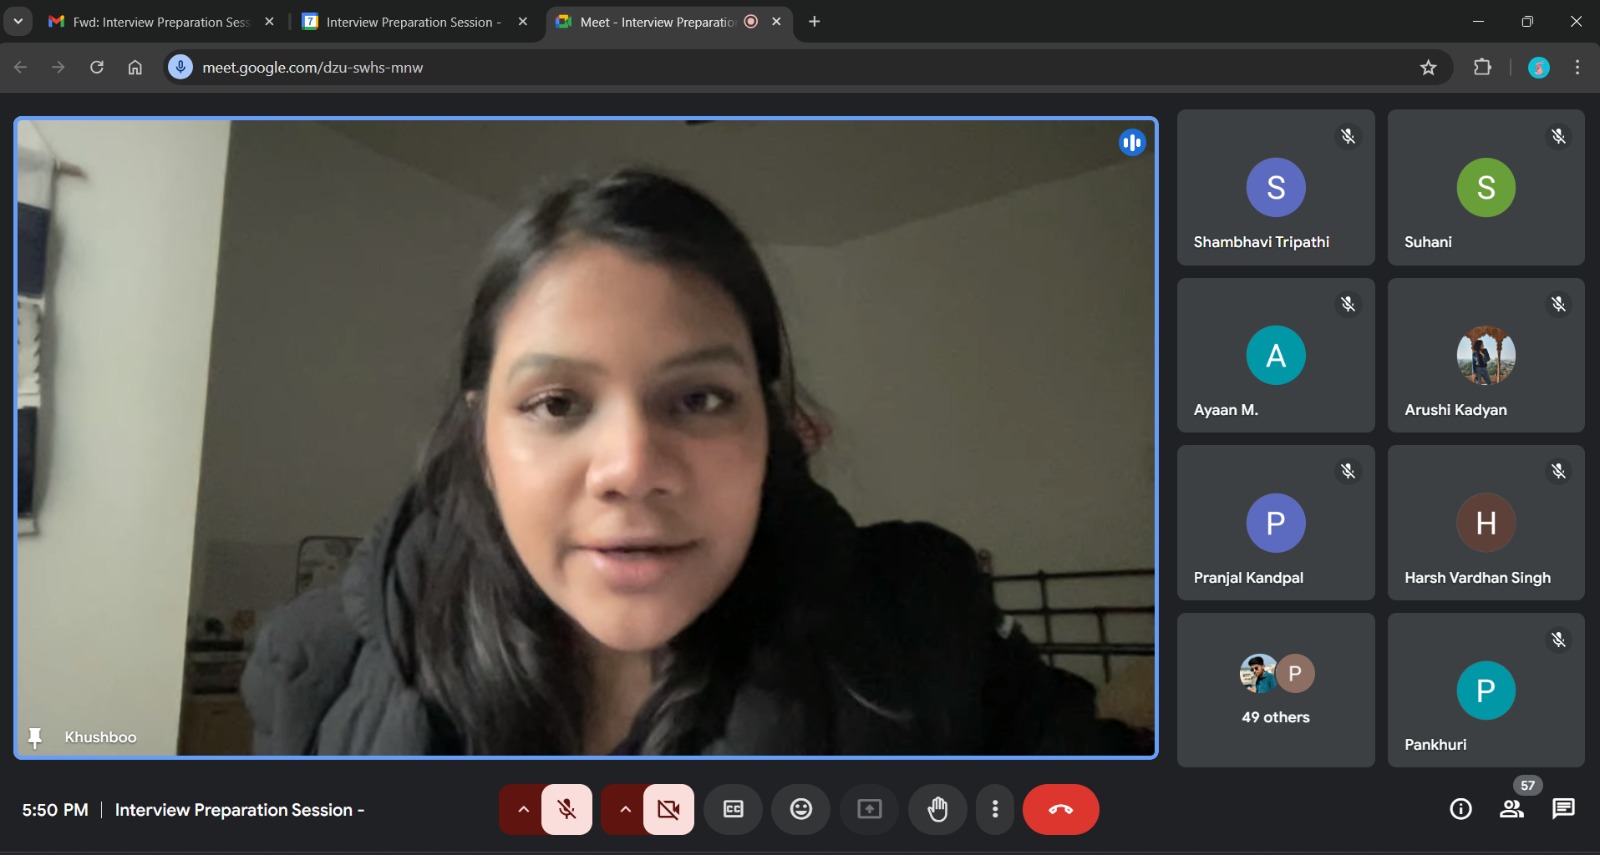 Fwd: Interview Preparation Sess
7
Interview Preparation Session -
Meet - Interview Preparatio
meet.google.com/dzu-swhs-mnw
S
Shambhavi Tripathi
S
Suhani
A
Ayaan M.
Arushi Kadyan
P
Pranjal Kandpal
H
Harsh Vardhan Singh
P
49 others
P
Pankhuri
Khushboo
5:50 PM
Interview Preparation Session -
CC
57